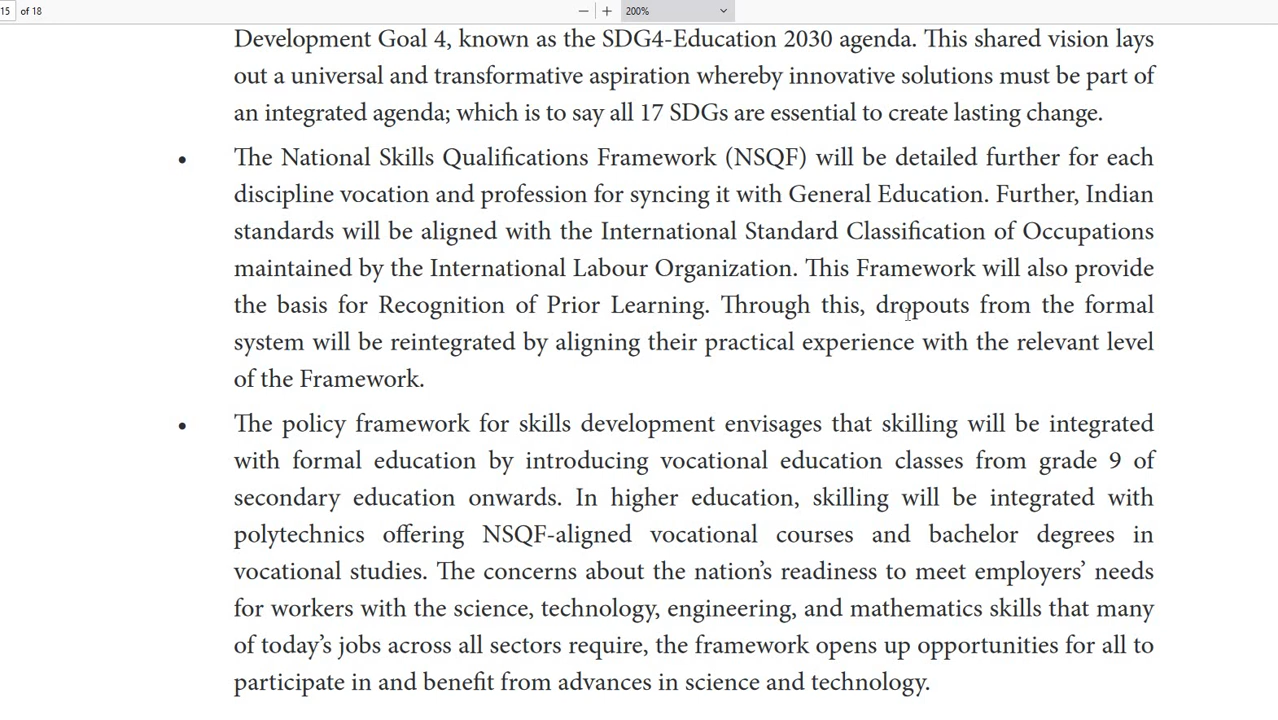 15 of 18 200%
Development Goal 4, known as the SDG4-Education 2030 agenda. This shared vision lays
out a universal and transformative aspiration whereby innovative solutions must be part of
an integrated agenda; which is to say all 17 SDGs are essential to create lasting change.
• The National Skills Qualifications Framework (NSQF) will be detailed further for each
discipline vocation and profession for syncing it with General Education. Further, Indian
standards will be aligned with the International Standard Classification of Occupations
maintained by the International Labour Organization. This Framework will also provide
the basis for Recognition of Prior Learning. Through this, dropouts from the formal
system will be reintegrated by aligning their practical experience with the relevant level
of the Framework.
• The policy framework for skills development envisages that skilling will be integrated
with formal education by introducing vocational education classes from grade 9 of
secondary education onwards. In higher education, skilling will be integrated with
polytechnics offering NSQF-aligned vocational courses and bachelor degrees in
vocational studies. The concerns about the nation’s readiness to meet employers’ needs
for workers with the science, technology, engineering, and mathematics skills that many
of today’s jobs across all sectors require, the framework opens up opportunities for all to
participate in and benefit from advances in science and technology.